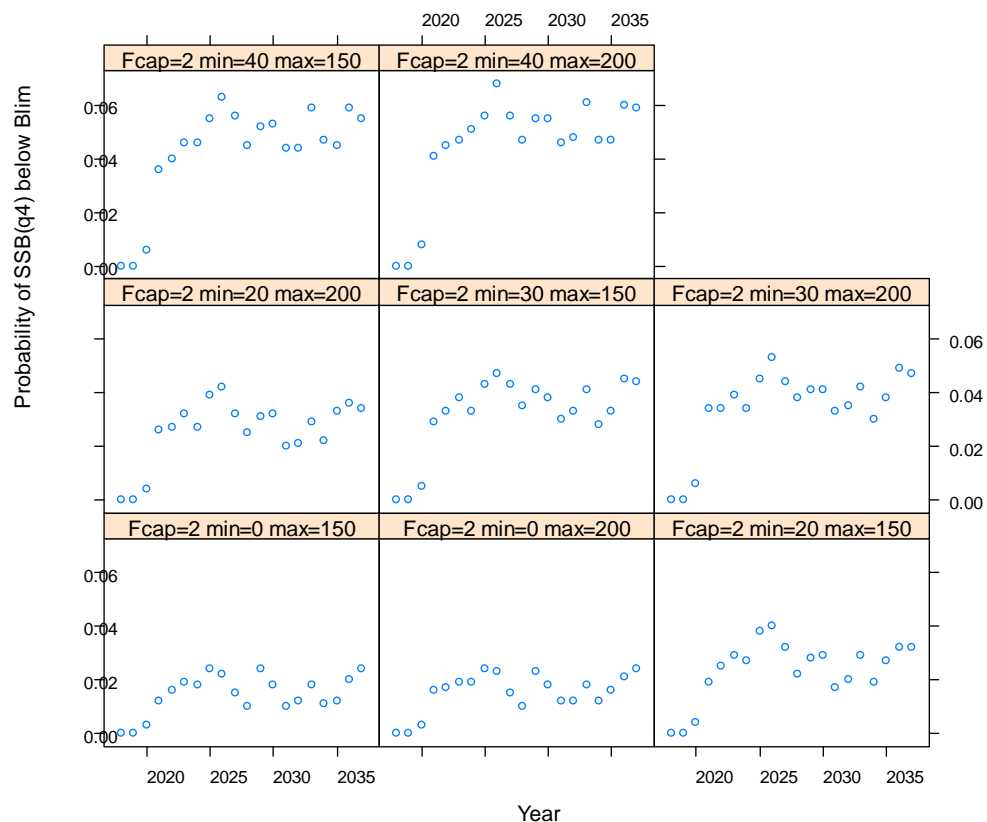 2020 2025 2030 2035
Fcap=2 min=40 max=150
Fcap=2 min=40 max=200
0.06
0.04
0.02
0.00
Probability of SSB(q4) below Blim
Fcap=2 min=20 max=200
Fcap=2 min=30 max=150
Fcap=2 min=30 max=200
0.06
0.04
0.02
0.00
Fcap=2 min=0 max=150
Fcap=2 min=0 max=200
Fcap=2 min=20 max=150
0.06
0.04
0.02
0.00
2020 2025 2030 2035
2020 2025 2030 2035
Year